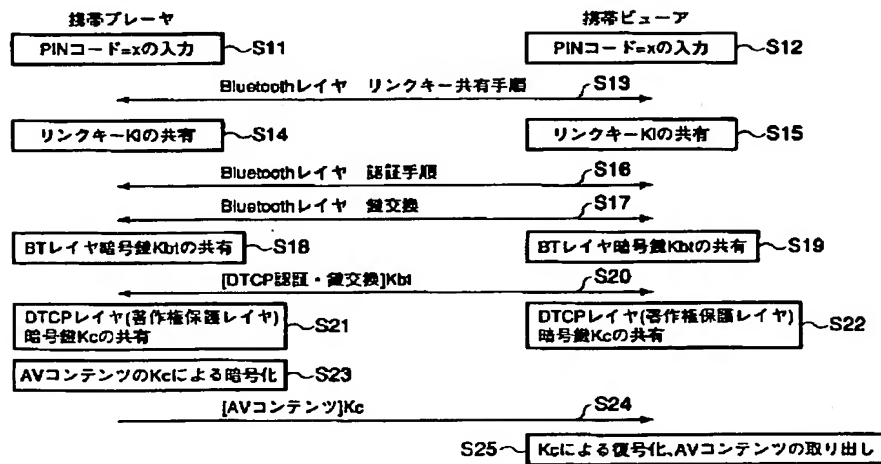 携帯プレーヤ 携帯ビューア
PINコード=xの入力 S11 PINコード=xの入力 S12
Bluetoothレイヤ リンクキー共有手順 S13
リンクキーKlの共有 S14 リンクキーKlの共有 S15
Bluetoothレイヤ 認証手順 S16
Bluetoothレイヤ 鍵交換 S17
BTレイヤ暗号鍵Kbtの共有 S18 BTレイヤ暗号鍵Kbtの共有 S19
[DTCP認証・鍵交換]Kbt S20
DTCPレイヤ(著作権保護レイヤ) DTCPレイヤ(著作権保護レイヤ)
暗号鍵Kcの共有 S21 暗号鍵Kcの共有 S22
AVコンテンツのKcによる暗号化 S23
[AVコンテンツ]Kc S24
S25 Kcによる復号化、AVコンテンツの取り出し